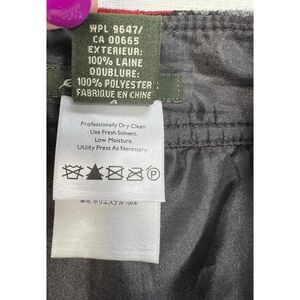 WPL 9647/
CA 00665
EXTERIEUR:
100% LAINE
DOUBLURE:
100% POLYESTER
FABRIQUE EN CHINE
Professionally Dry Clean.
Use Fresh Solvent.
Low Moisture.
Utility Press As Necessary.
P